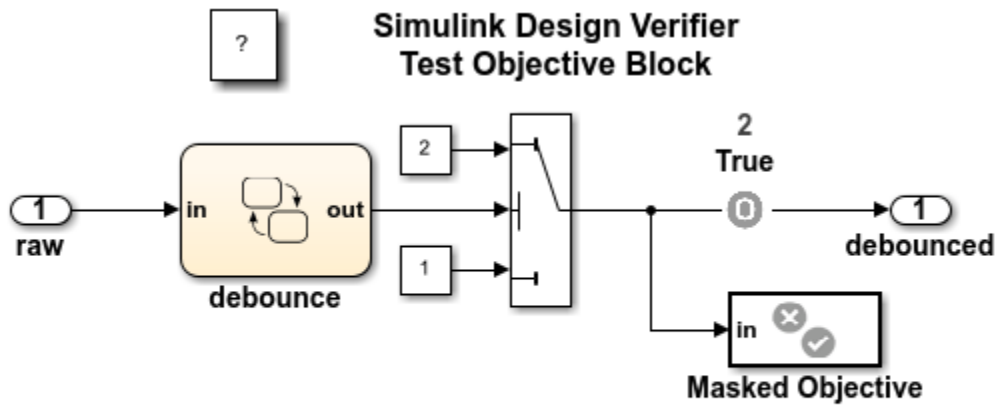 ?
Simulink Design Verifier
Test Objective Block
2
2
True
1
in
out
1
raw
1
debounced
debounce
in
Masked Objective